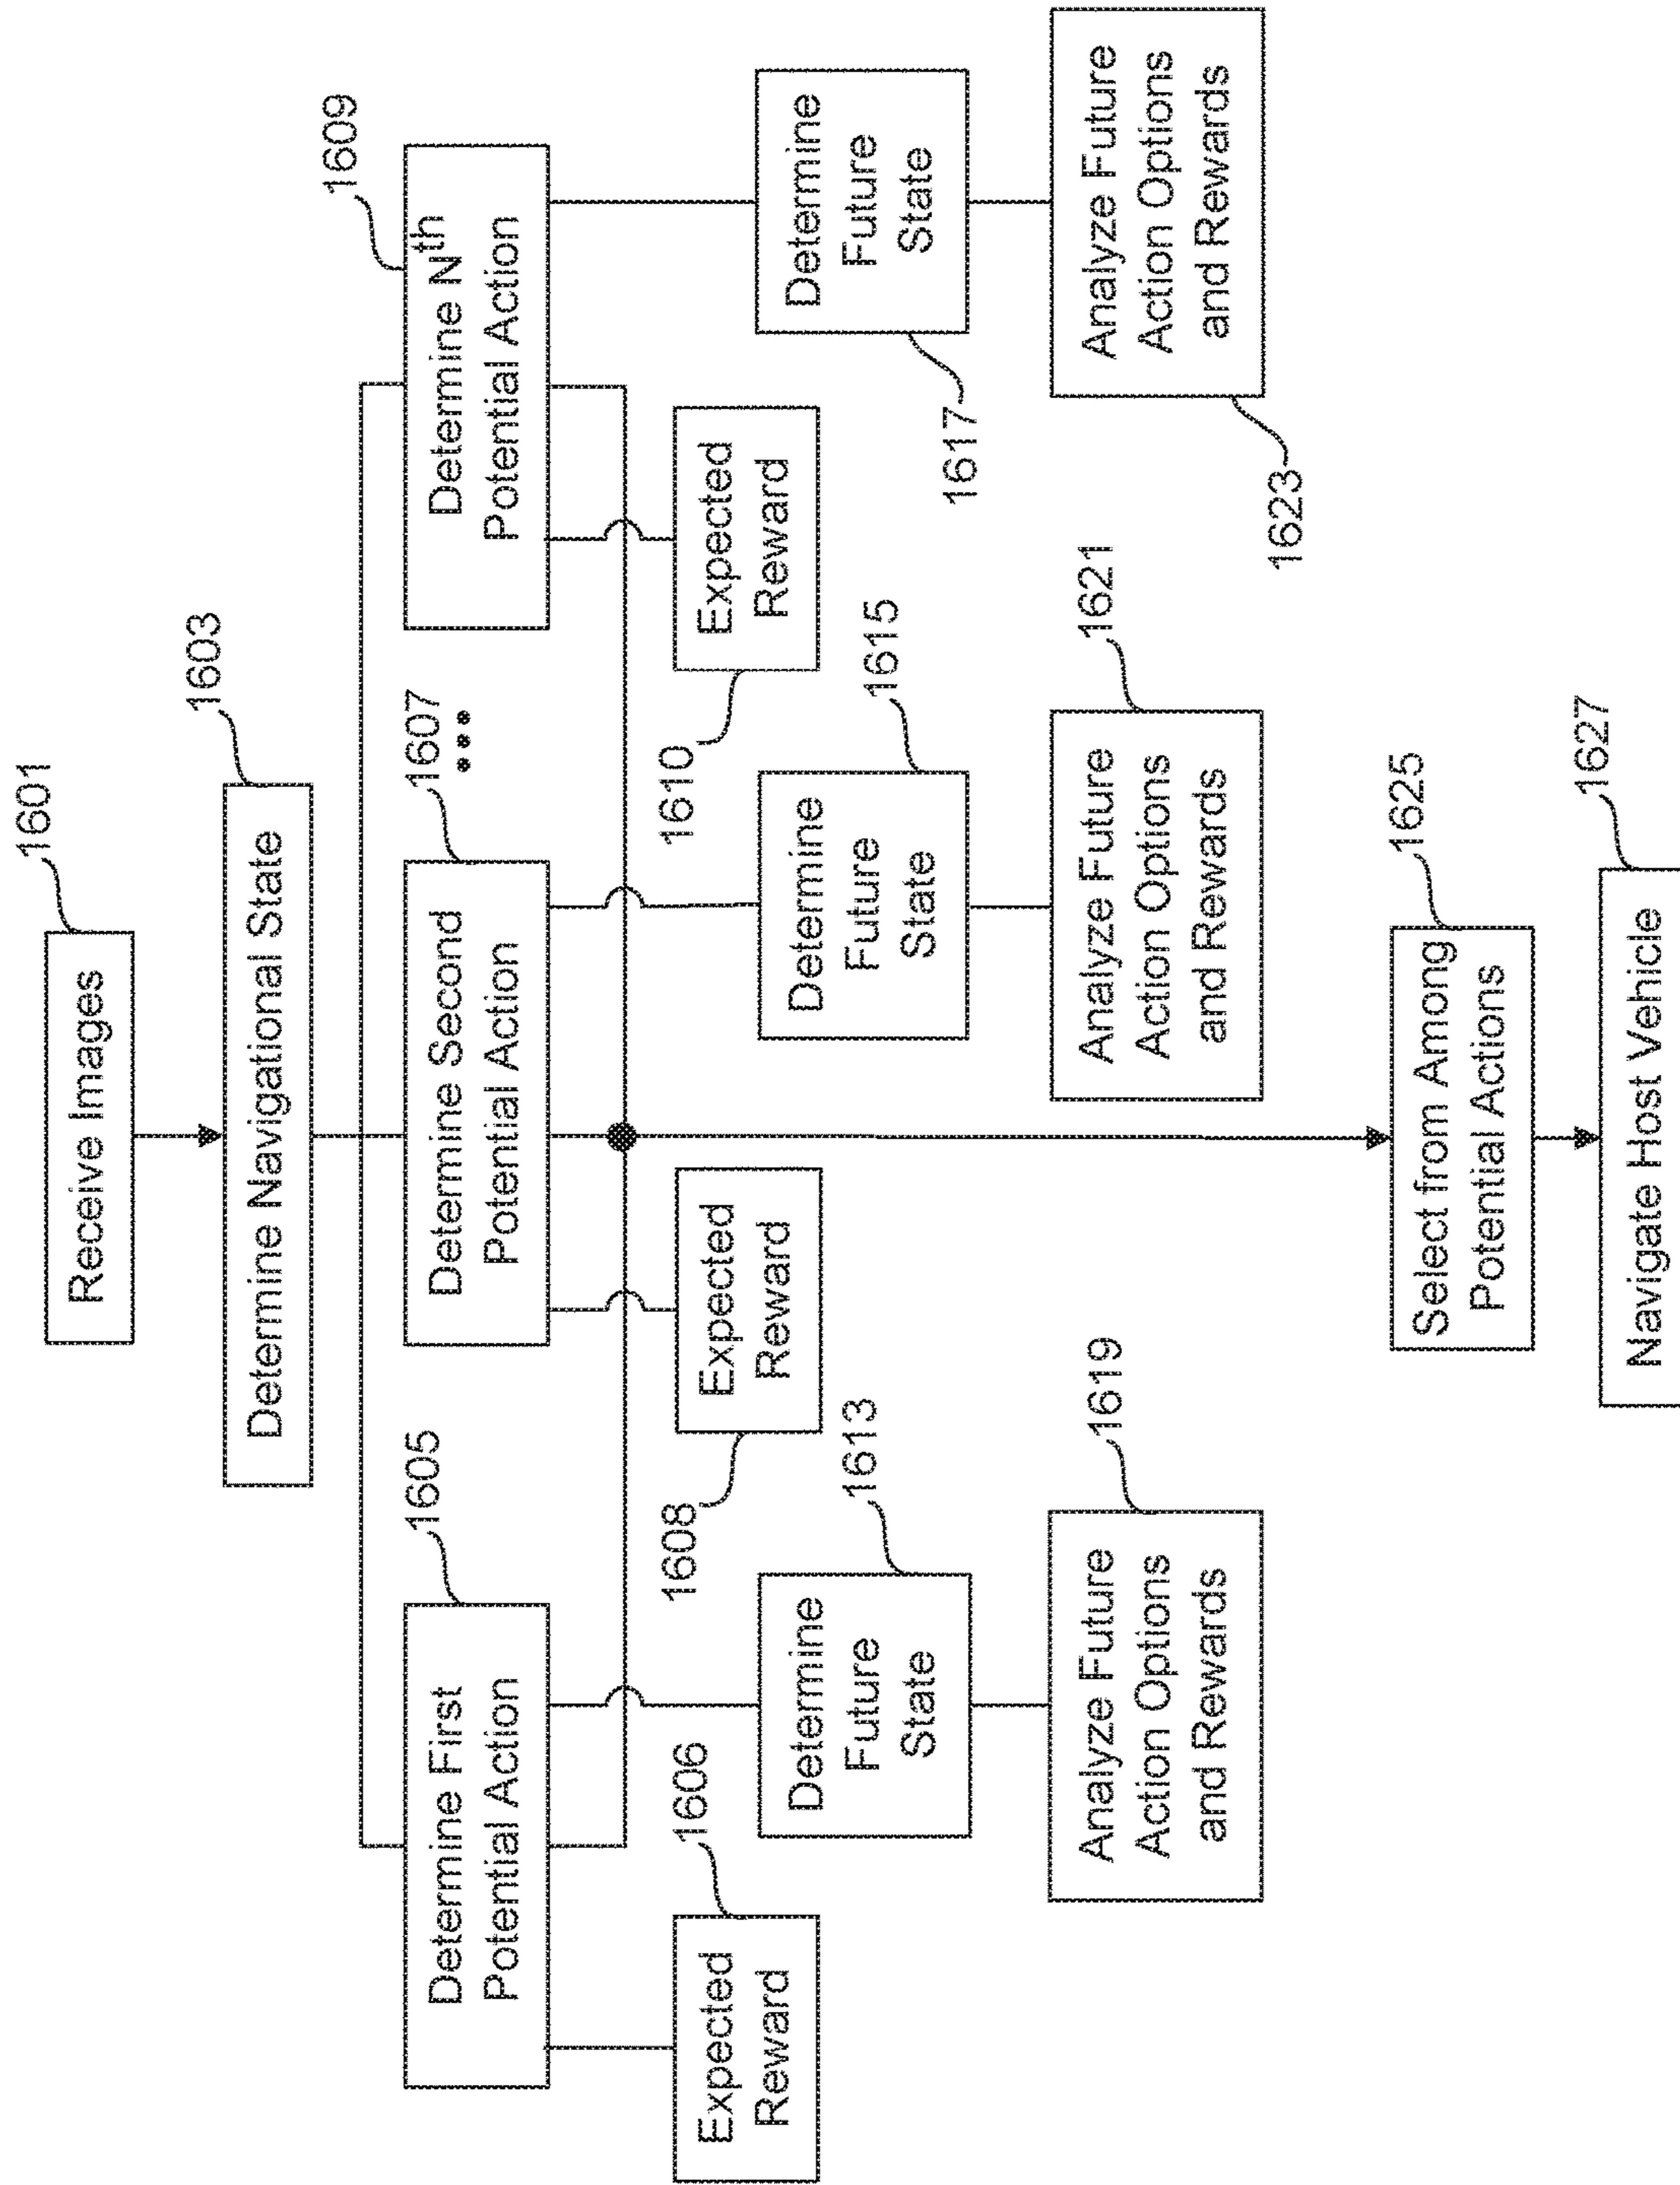 1601
Receive Images
1603
Determine Navigational State
1605
Determine First
Potential Action
1607
Determine Second
Potential Action
•••
1609
Determine Nth
Potential Action
1606
Expected
Reward
1608
Expected
Reward
1610
Expected
Reward
1613
Determine
Future
State
1615
Determine
Future
State
1617
Determine
Future
State
1619
Analyze Future
Action Options
and Rewards
1621
Analyze Future
Action Options
and Rewards
1623
Analyze Future
Action Options
and Rewards
1625
Select from Among
Potential Actions
1627
Navigate Host Vehicle